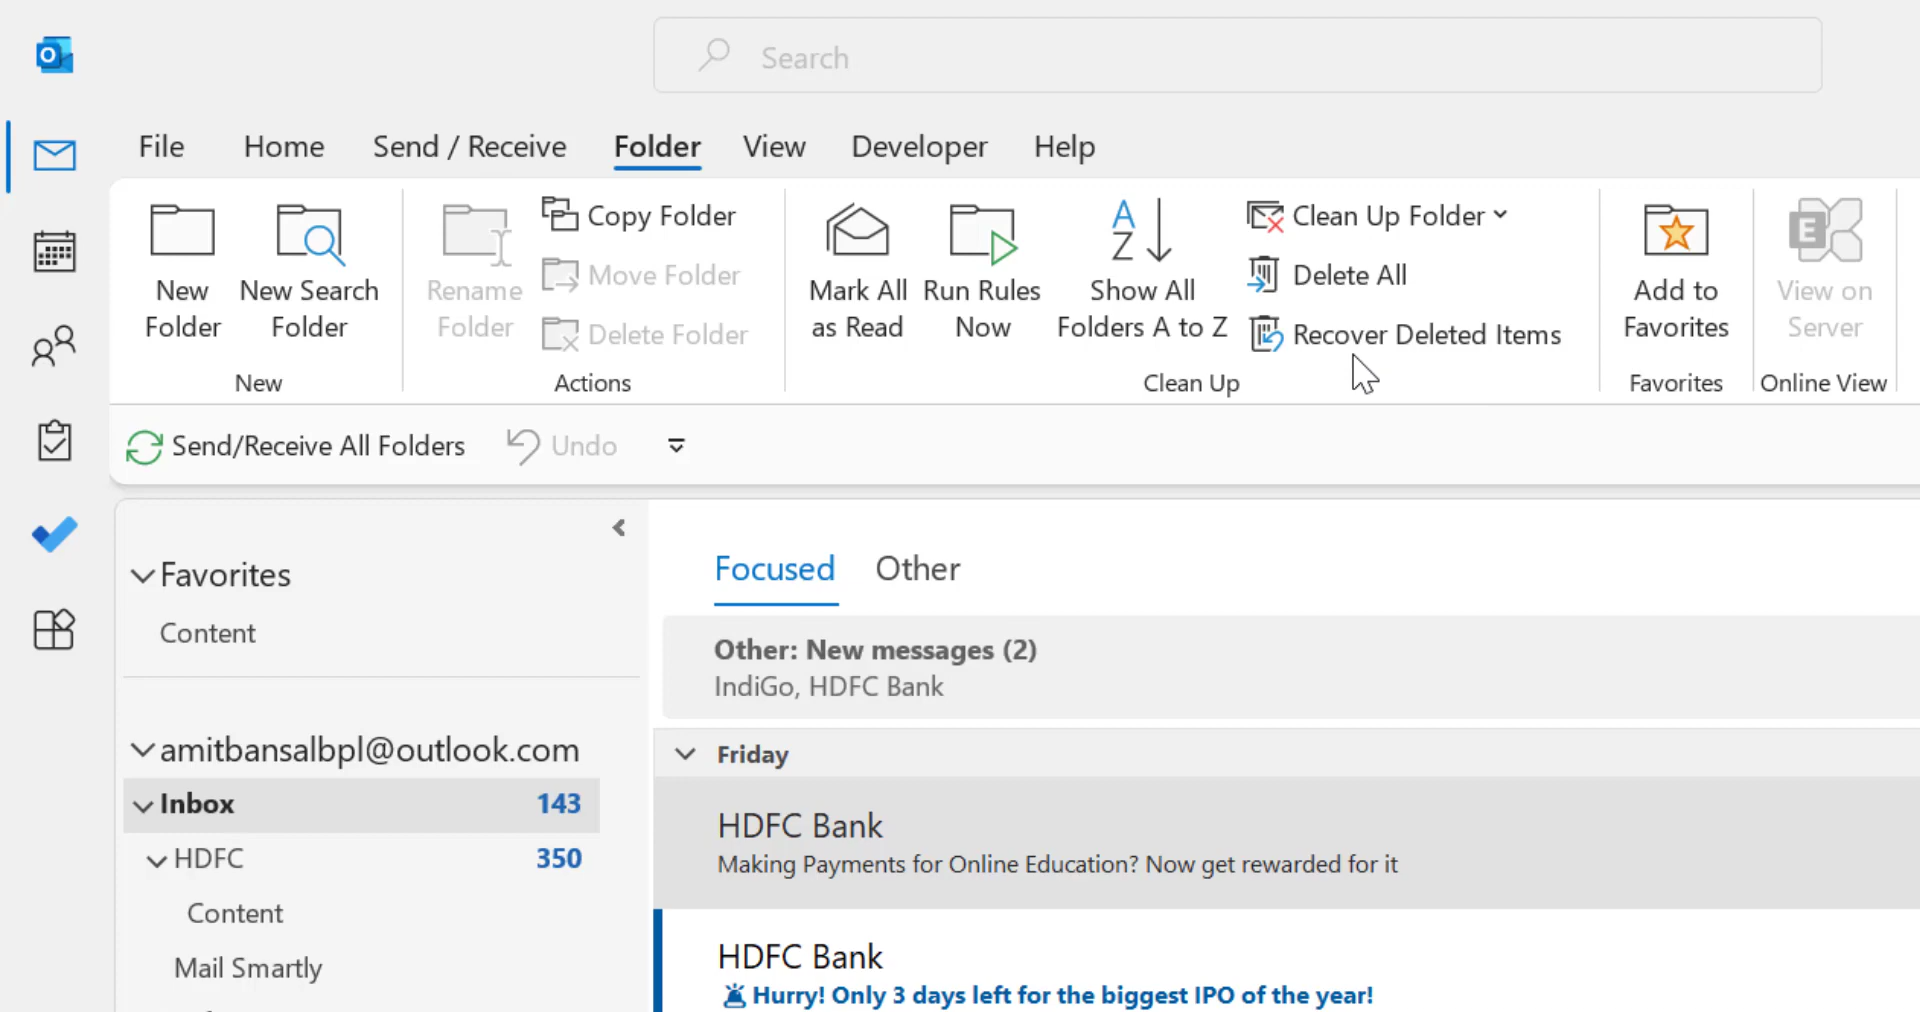 Search
File Home Send / Receive Folder View Developer Help
New Folder
New Search Folder
Rename Folder
Copy Folder
Move Folder
Delete Folder
Mark All as Read
Run Rules Now
A
Z
Show All Folders A to Z
Clean Up Folder
Delete All
Recover Deleted Items
Add to Favorites
View on Server
New
Actions
Clean Up
Favorites
Online View
Send/Receive All Folders Undo
Favorites
Content
amitbansalbpl@outlook.com
Inbox 143
HDFC 350
Content
Mail Smartly
Focused Other
Other: New messages (2)
IndiGo, HDFC Bank
Friday
HDFC Bank
Making Payments for Online Education? Now get rewarded for it
HDFC Bank
Hurry! Only 3 days left for the biggest IPO of the year!